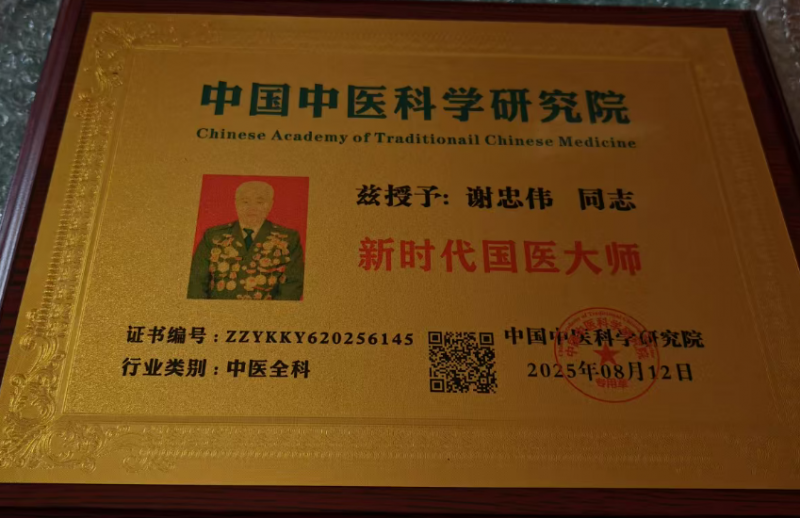 中国中医科学研究院
Chinese Academy of Traditionail Chinese Medicine
兹授予：谢忠伟 同志
新时代国医大师
证书编号：ZZYKKY620256145
行业类别：中医全科
中国中医科学研究院
2025年08月12日
专用章